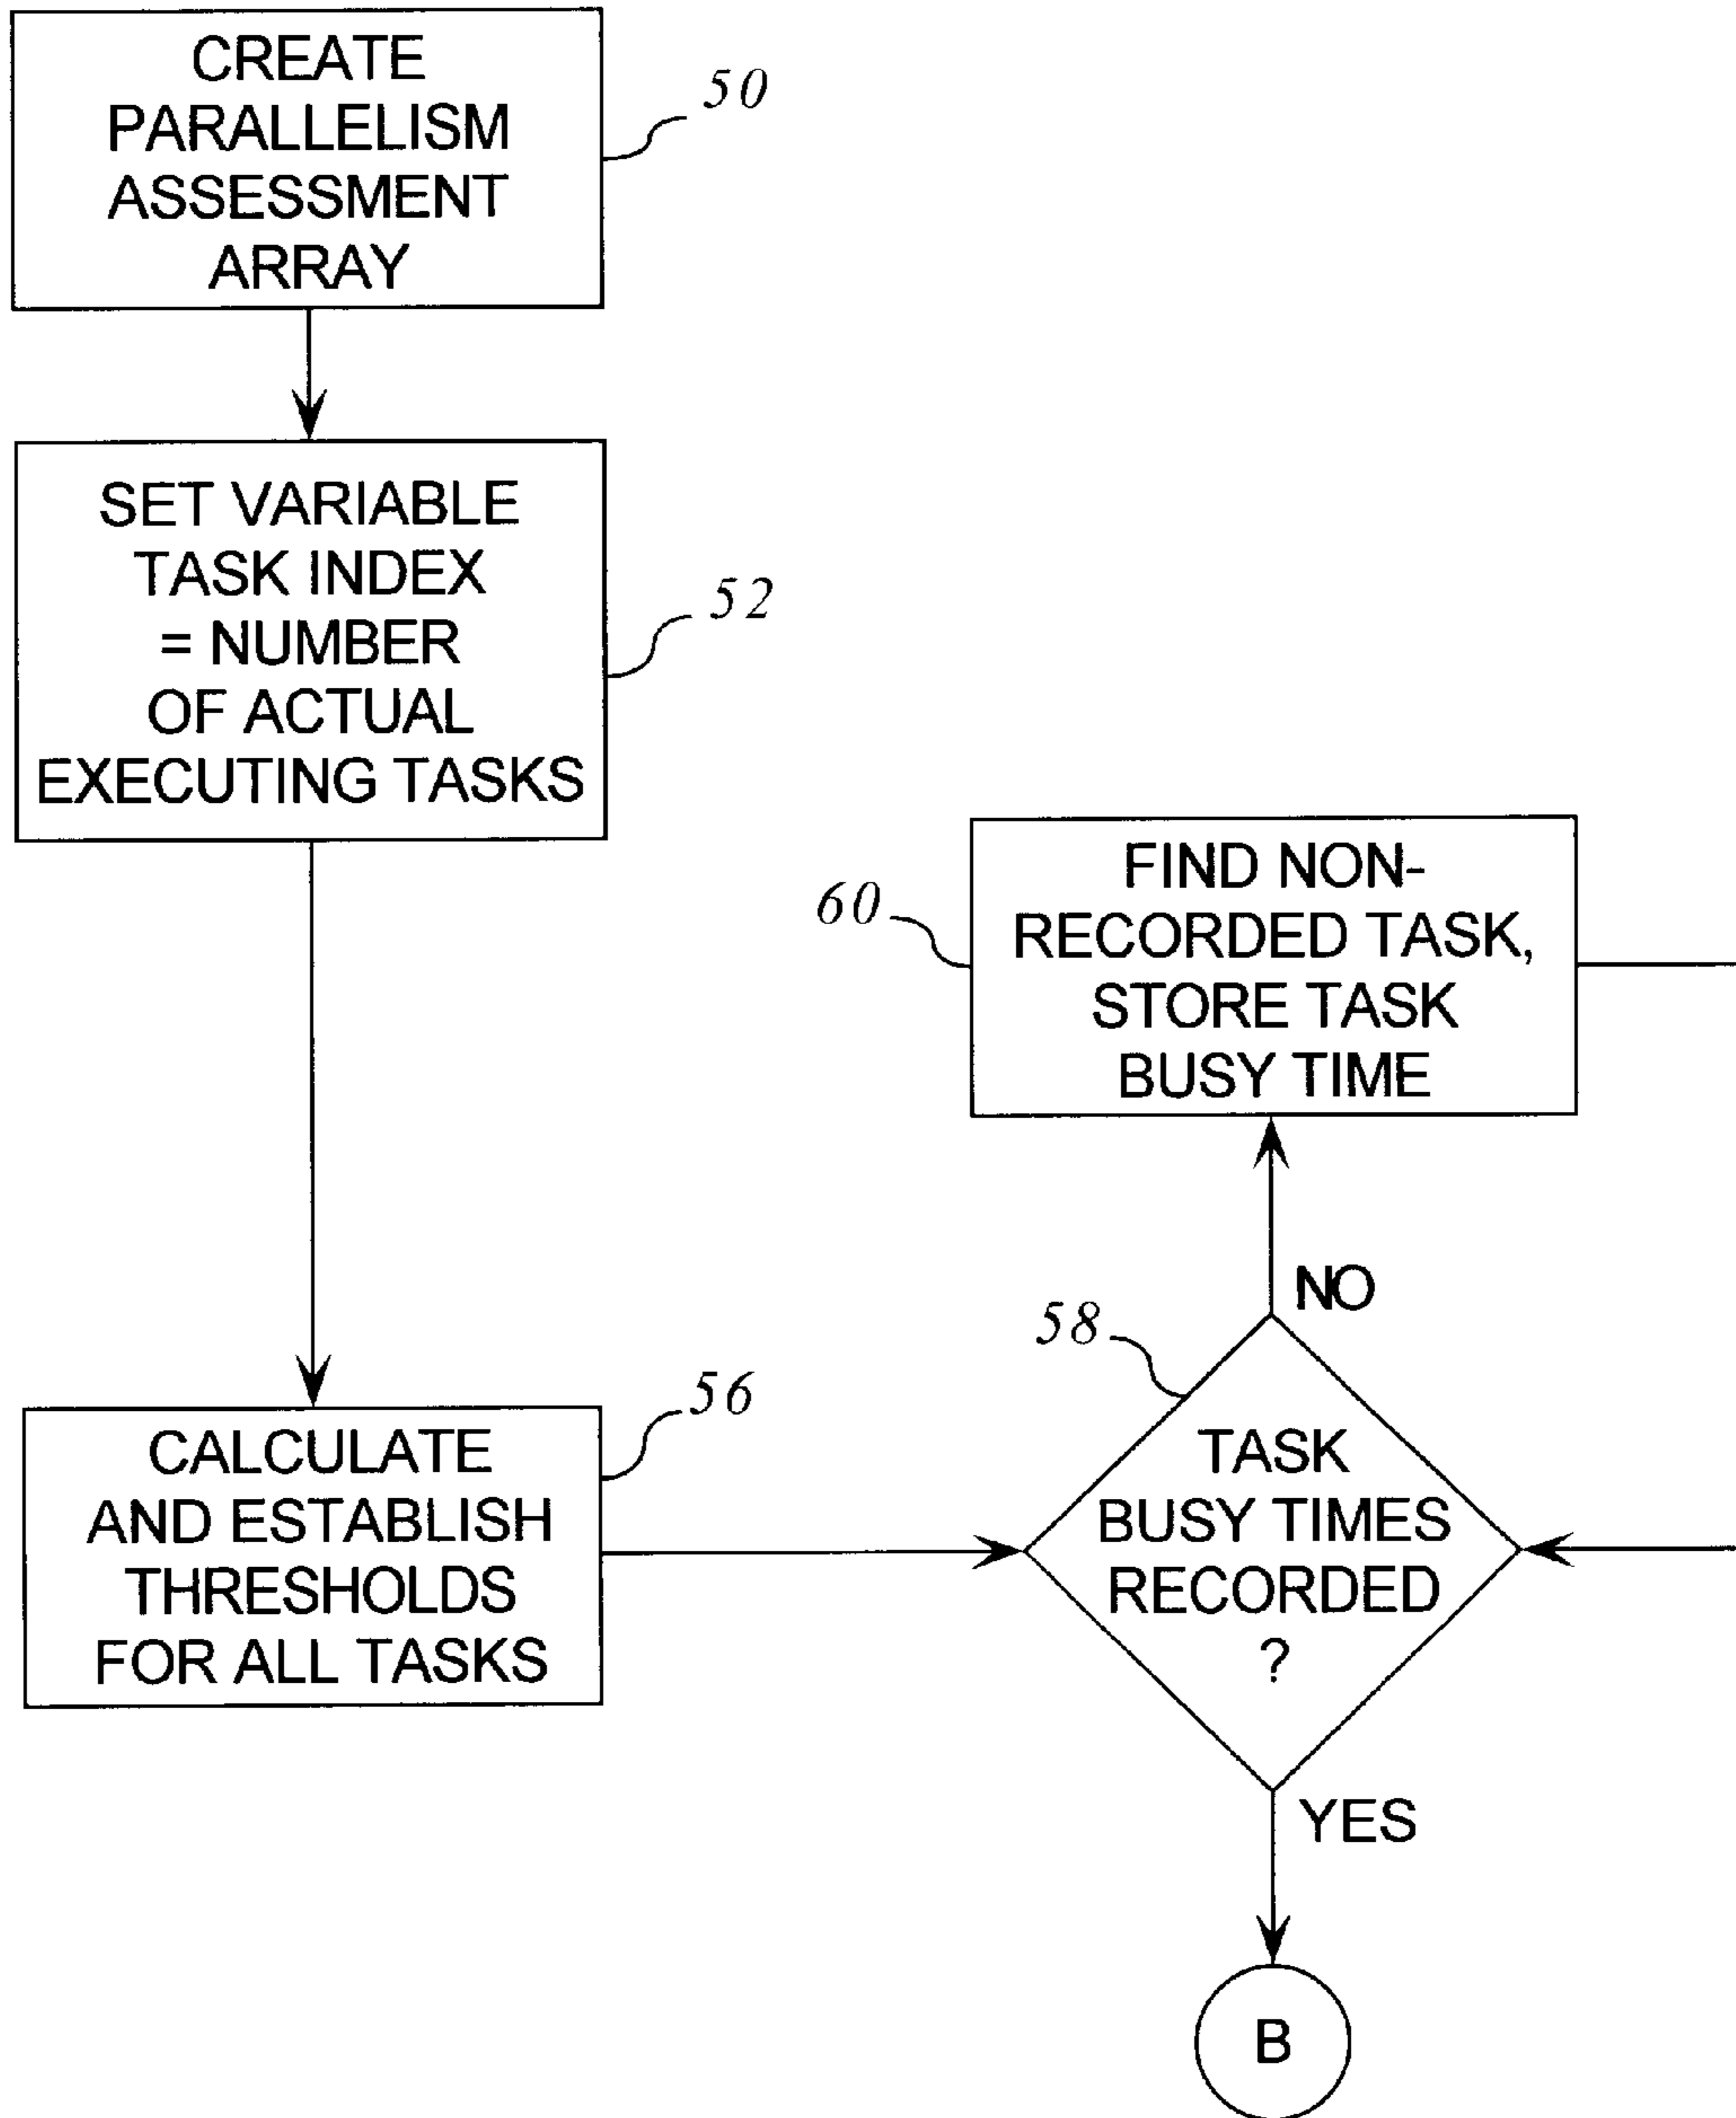 CREATE
PARALLELISM
ASSESSMENT
ARRAY
50
SET VARIABLE
TASK INDEX
= NUMBER
OF ACTUAL
EXECUTING TASKS
52
CALCULATE
AND ESTABLISH
THRESHOLDS
FOR ALL TASKS
56
FIND NON-
RECORDED TASK,
STORE TASK
BUSY TIME
60
NO
58
TASK
BUSY TIMES
RECORDED
?
YES
B